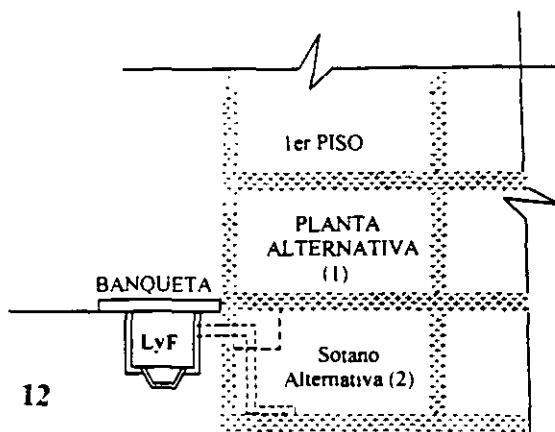 1er PISO
PLANTA
ALTERNATIVA
(1)
BANQUETA
LyF
Sotano
Alternativa (2)
12